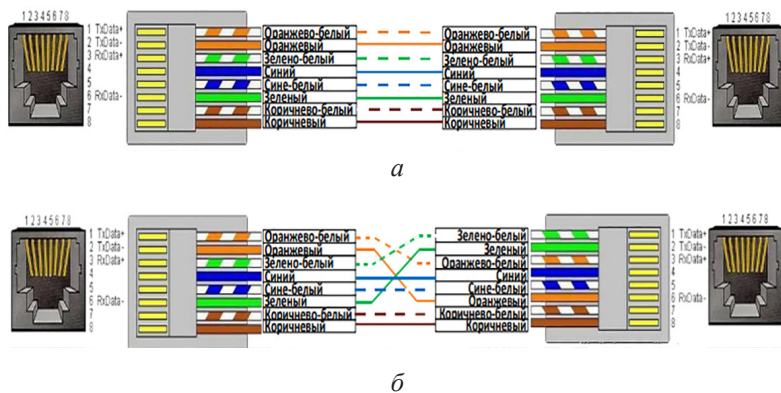 12345678
12345678
1 TxData+
2 TxData-
3 RxData+
4
5
6 RxData-
7
8
Оранжево-белый
Оранжевый
Зелено-белый
Синий
Сине-белый
Зеленый
Коричнево-белый
Коричневый
Оранжево-белый
Оранжевый
Зелено-белый
Синий
Сине-белый
Зеленый
Коричнево-белый
Коричневый
1 TxData+
2 TxData-
3 RxData+
4
5
6 RxData-
7
8
а
12345678
12345678
1 TxData+
2 TxData-
3 RxData+
4
5
6 RxData-
7
8
Оранжево-белый
Оранжевый
Зелено-белый
Синий
Сине-белый
Зеленый
Коричнево-белый
Коричневый
Зелено-белый
Зеленый
Оранжево-белый
Синий
Сине-белый
Оранжевый
Коричнево-белый
Коричневый
1 TxData+
2 TxData-
3 RxData+
4
5
6 RxData-
7
8
б